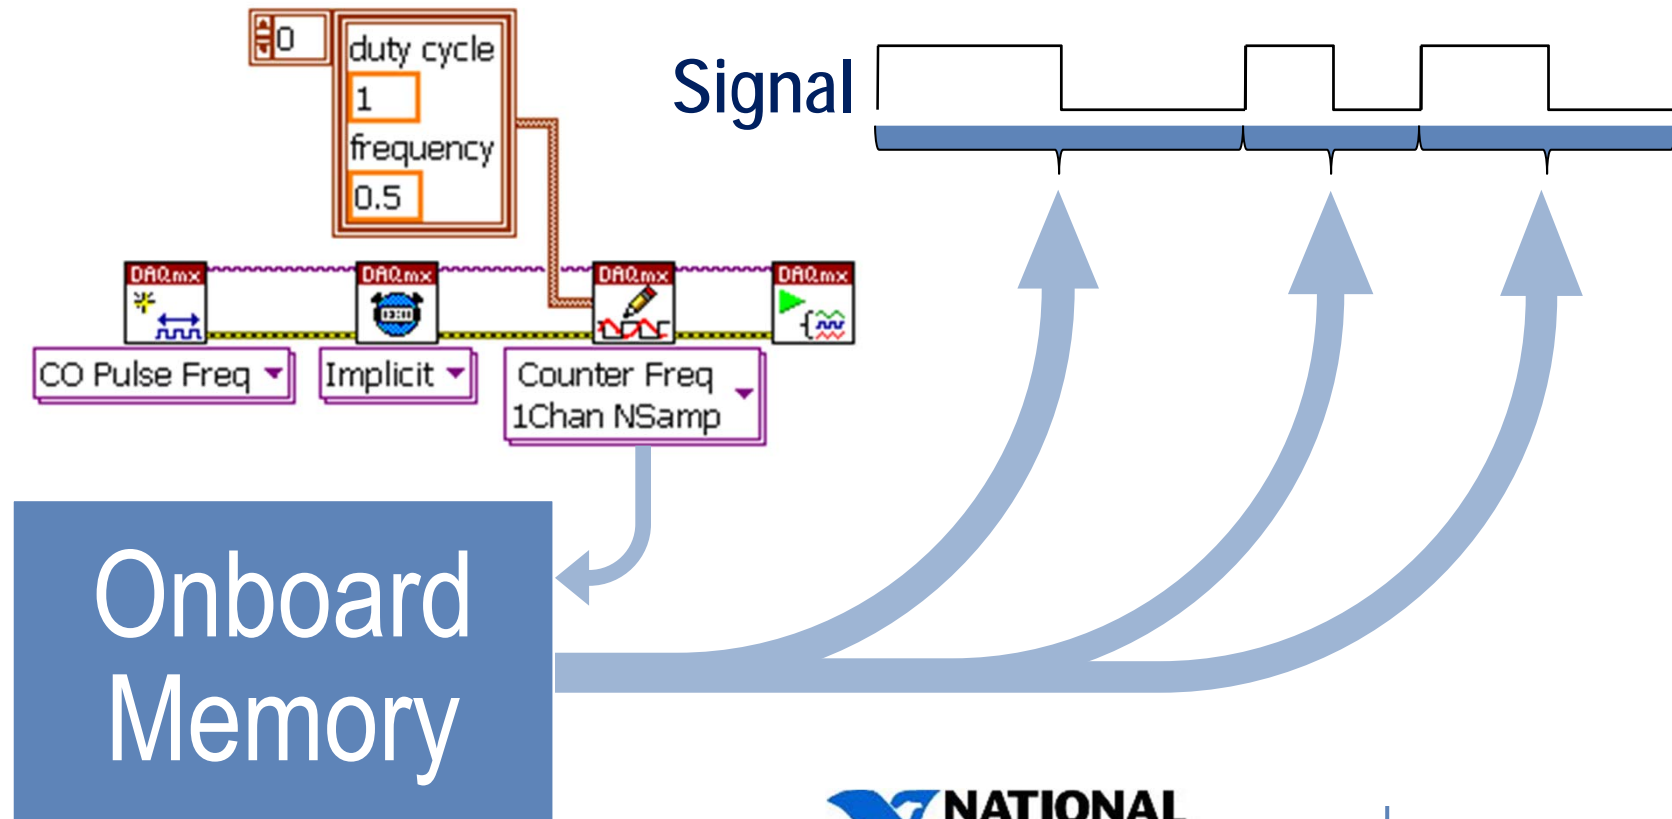 0
duty cycle
1
frequency
0.5
Signal
DAQmx
DAQmx
DAQmx
DAQmx
CO Pulse Freq
Implicit
Counter Freq
1Chan NSamp
Onboard
Memory
NATIONAL